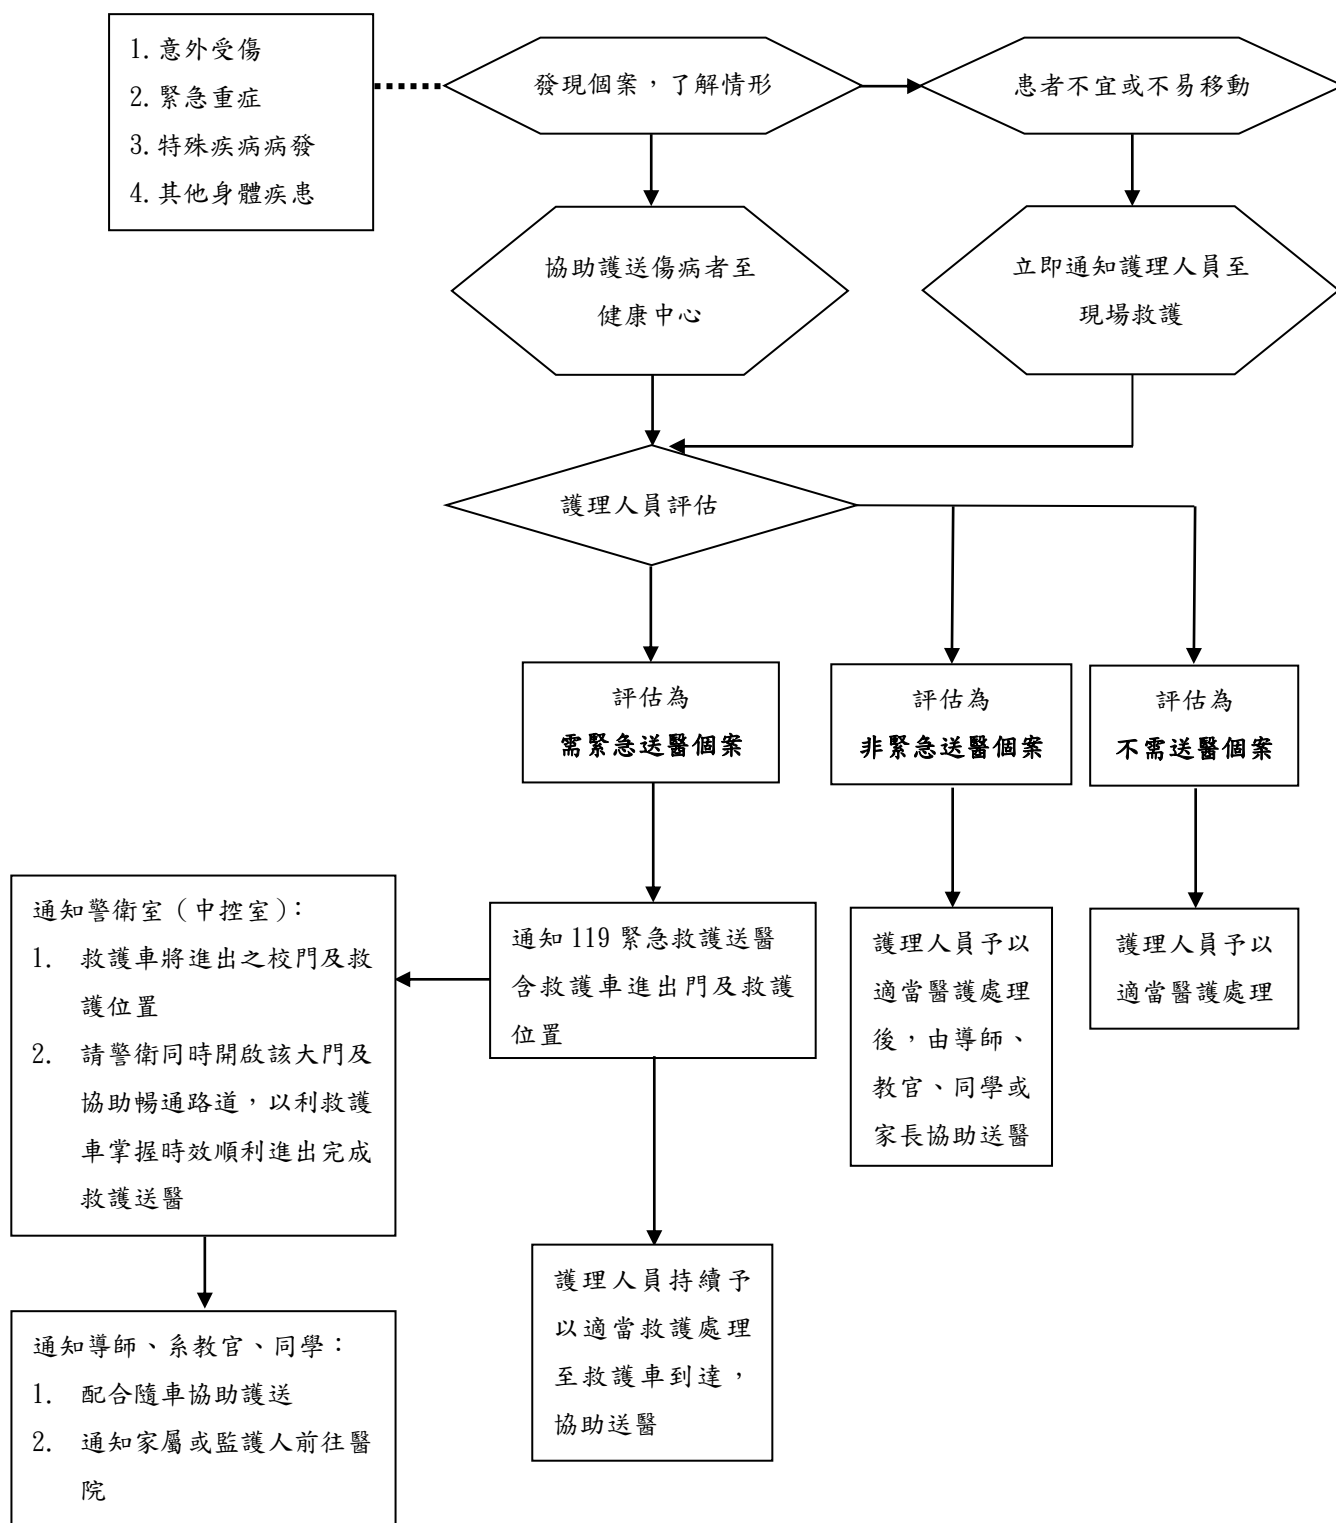 1. 意外受傷
2. 緊急重症
3. 特殊疾病病發
4. 其他身體疾患
發現個案，了解情形
患者不宜或不易移動
協助護送傷病者至
健康中心
立即通知護理人員至
現場救護
護理人員評估
評估為
需緊急送醫個案
評估為
非緊急送醫個案
評估為
不需送醫個案
通知警衛室（中控室）：
1. 救護車將進出之校門及救
護位置
2. 請警衛同時開啟該大門及
協助暢通路道，以利救護
車掌握時效順利進出完成
救護送醫
通知 119 緊急救護送醫
含救護車進出門及救護
位置
護理人員予以
適當醫護處理
後，由導師、
教官、同學或
家長協助送醫
護理人員予以
適當醫護處理
通知導師、系教官、同學：
1. 配合隨車協助護送
2. 通知家屬或監護人前往醫
院
護理人員持續予
以適當救護處理
至救護車到達，
協助送醫